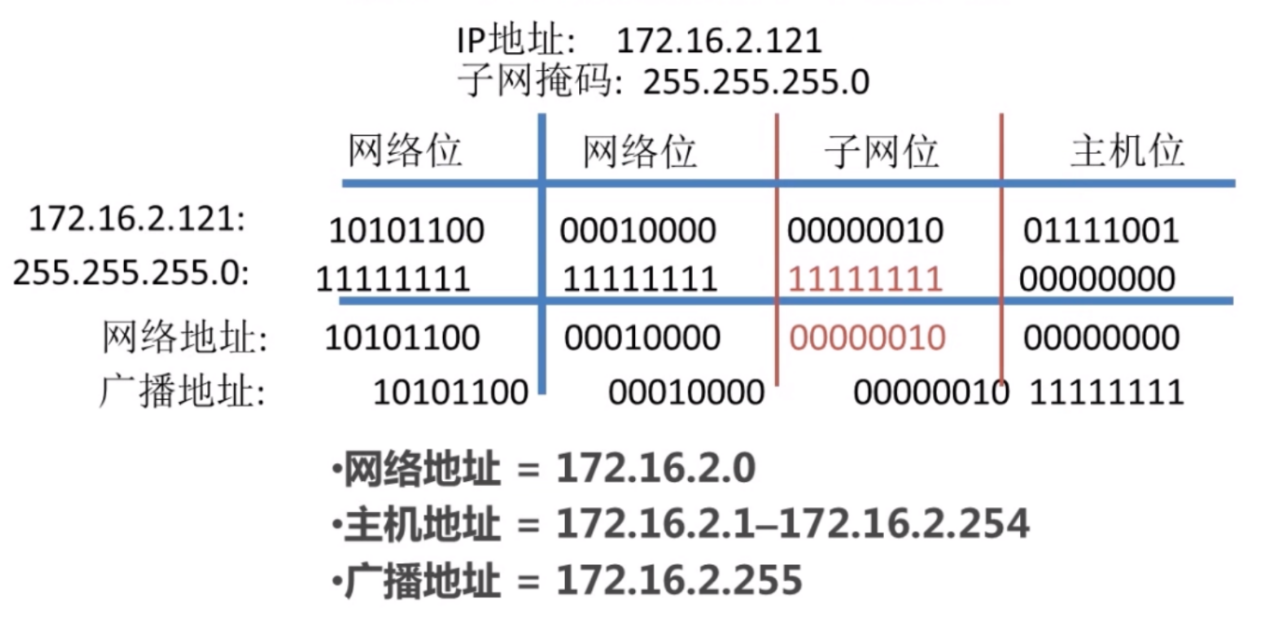 IP地址: 172.16.2.121
子网掩码: 255.255.255.0
网络位 网络位 子网位 主机位
172.16.2.121: 10101100 00010000 00000010 01111001
255.255.255.0: 11111111 11111111 11111111 00000000
网络地址: 10101100 00010000 00000010 00000000
广播地址: 10101100 00010000 00000010 11111111
•网络地址 = 172.16.2.0
•主机地址 = 172.16.2.1–172.16.2.254
•广播地址 = 172.16.2.255